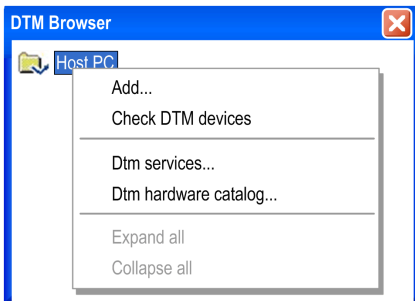 DTM Browser
Host PC
Add...
Check DTM devices
Dtm services...
Dtm hardware catalog...
Expand all
Collapse all